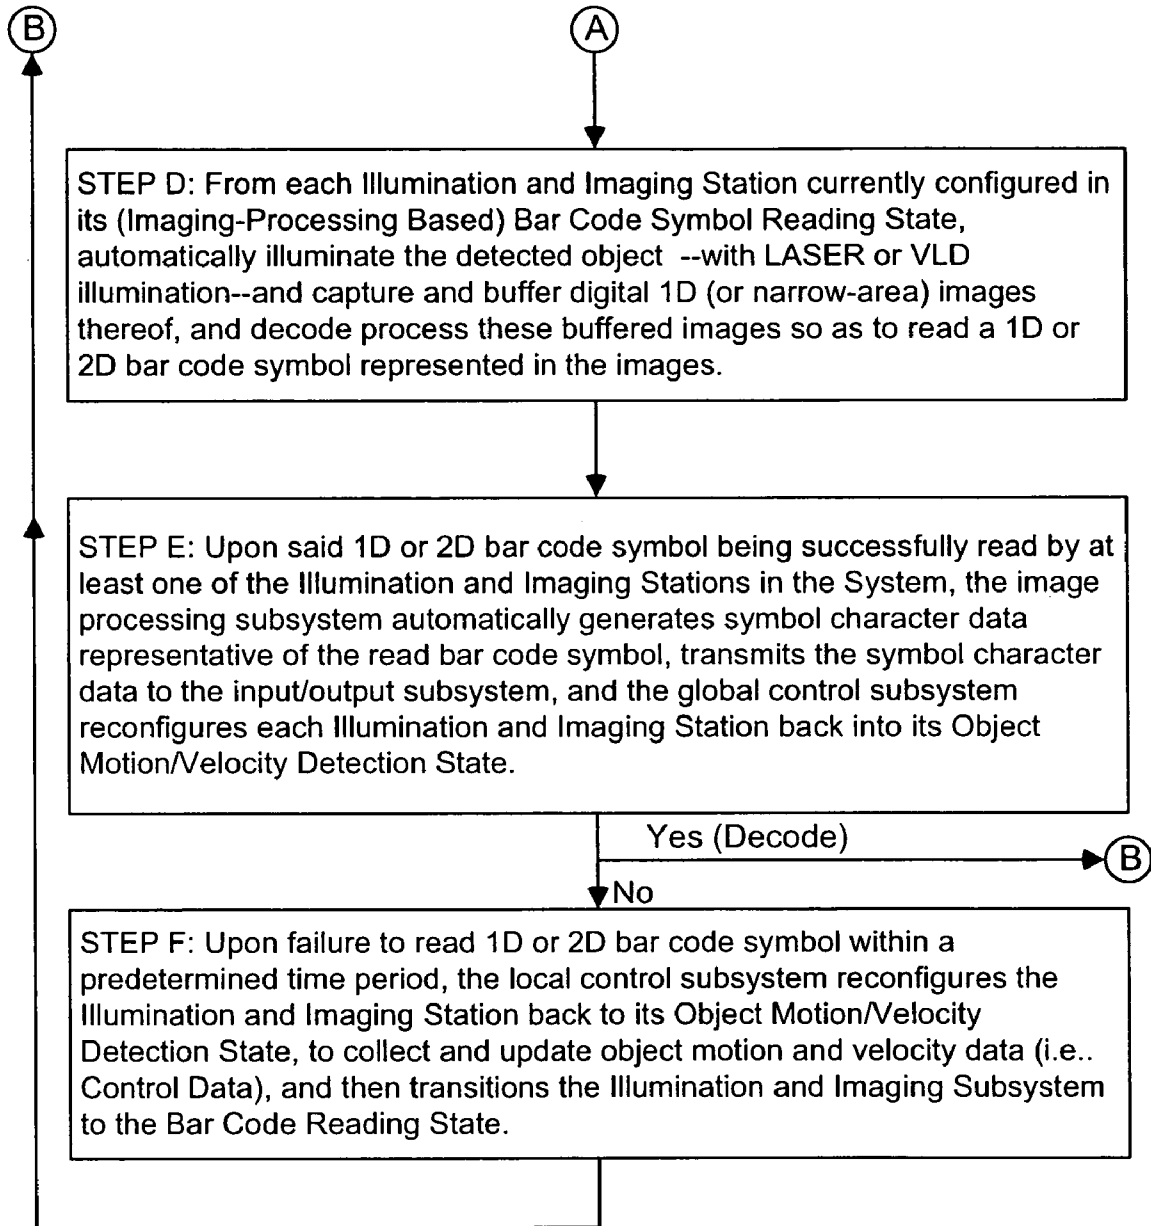 B
A
STEP D: From each Illumination and Imaging Station currently configured in
its (Imaging-Processing Based) Bar Code Symbol Reading State,
automatically illuminate the detected object --with LASER or VLD
illumination--and capture and buffer digital 1D (or narrow-area) images
thereof, and decode process these buffered images so as to read a 1D or
2D bar code symbol represented in the images.
STEP E: Upon said 1D or 2D bar code symbol being successfully read by at
least one of the Illumination and Imaging Stations in the System, the image
processing subsystem automatically generates symbol character data
representative of the read bar code symbol, transmits the symbol character
data to the input/output subsystem, and the global control subsystem
reconfigures each Illumination and Imaging Station back into its Object
Motion/Velocity Detection State.
Yes (Decode)
B
No
STEP F: Upon failure to read 1D or 2D bar code symbol within a
predetermined time period, the local control subsystem reconfigures the
Illumination and Imaging Station back to its Object Motion/Velocity
Detection State, to collect and update object motion and velocity data (i.e..
Control Data), and then transitions the Illumination and Imaging Subsystem
to the Bar Code Reading State.